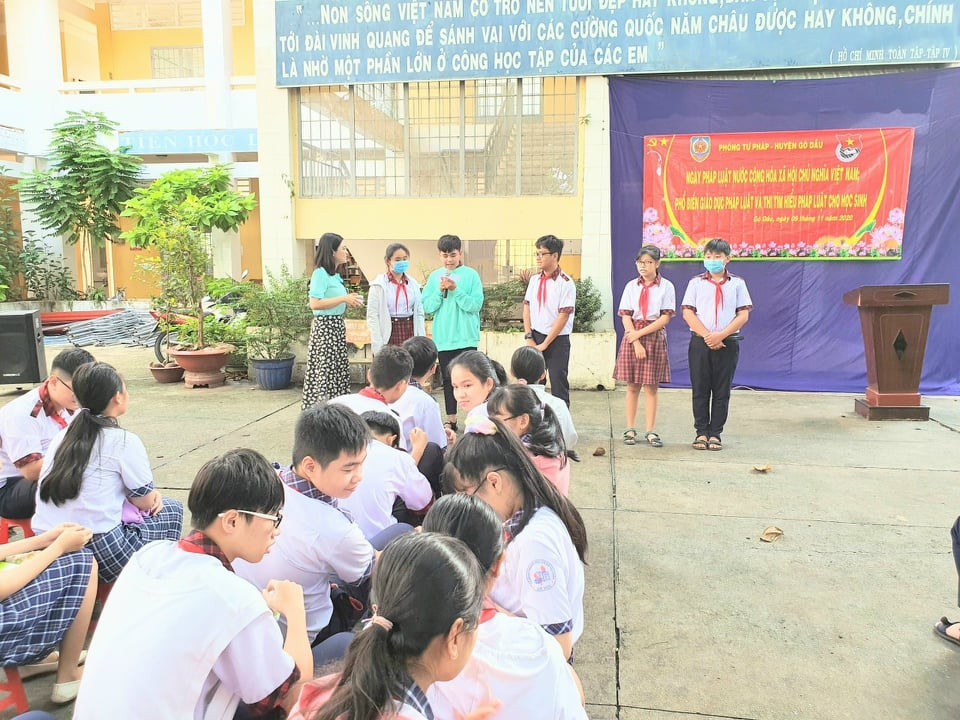 "...NON SÔNG VIỆT NAM CÓ TRỞ NÊN TƯƠI ĐẸP HAY KHÔNG, DÂN
TỚI ĐÀI VINH QUANG ĐỂ SÁNH VAI VỚI CÁC CƯỜNG QUỐC NĂM CHÂU ĐƯỢC HAY KHÔNG, CHÍNH
LÀ NHỜ MỘT PHẦN LỚN Ở CÔNG HỌC TẬP CỦA CÁC EM"
( HỒ CHÍ MINH TOÀN TẬP-TẬP IV )
TIÊN HỌC L
PHÒNG TƯ PHÁP - HUYỆN GÒ DẦU
NGÀY PHÁP LUẬT NƯỚC CỘNG HÒA XÃ HỘI CHỦ NGHĨA VIỆT NAM;
PHỔ BIẾN GIÁO DỤC PHÁP LUẬT VÀ THI TÌM HIỂU PHÁP LUẬT CHO HỌC SINH
Gò Dầu, ngày 09 tháng 11 năm 2020